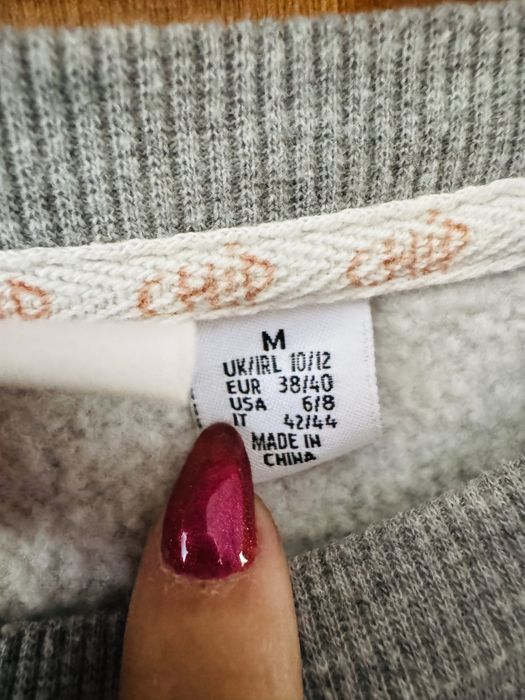 M
UK/IRL 10/12
EUR 38/40
USA 6/8
IT 42/44
MADE IN
CHINA